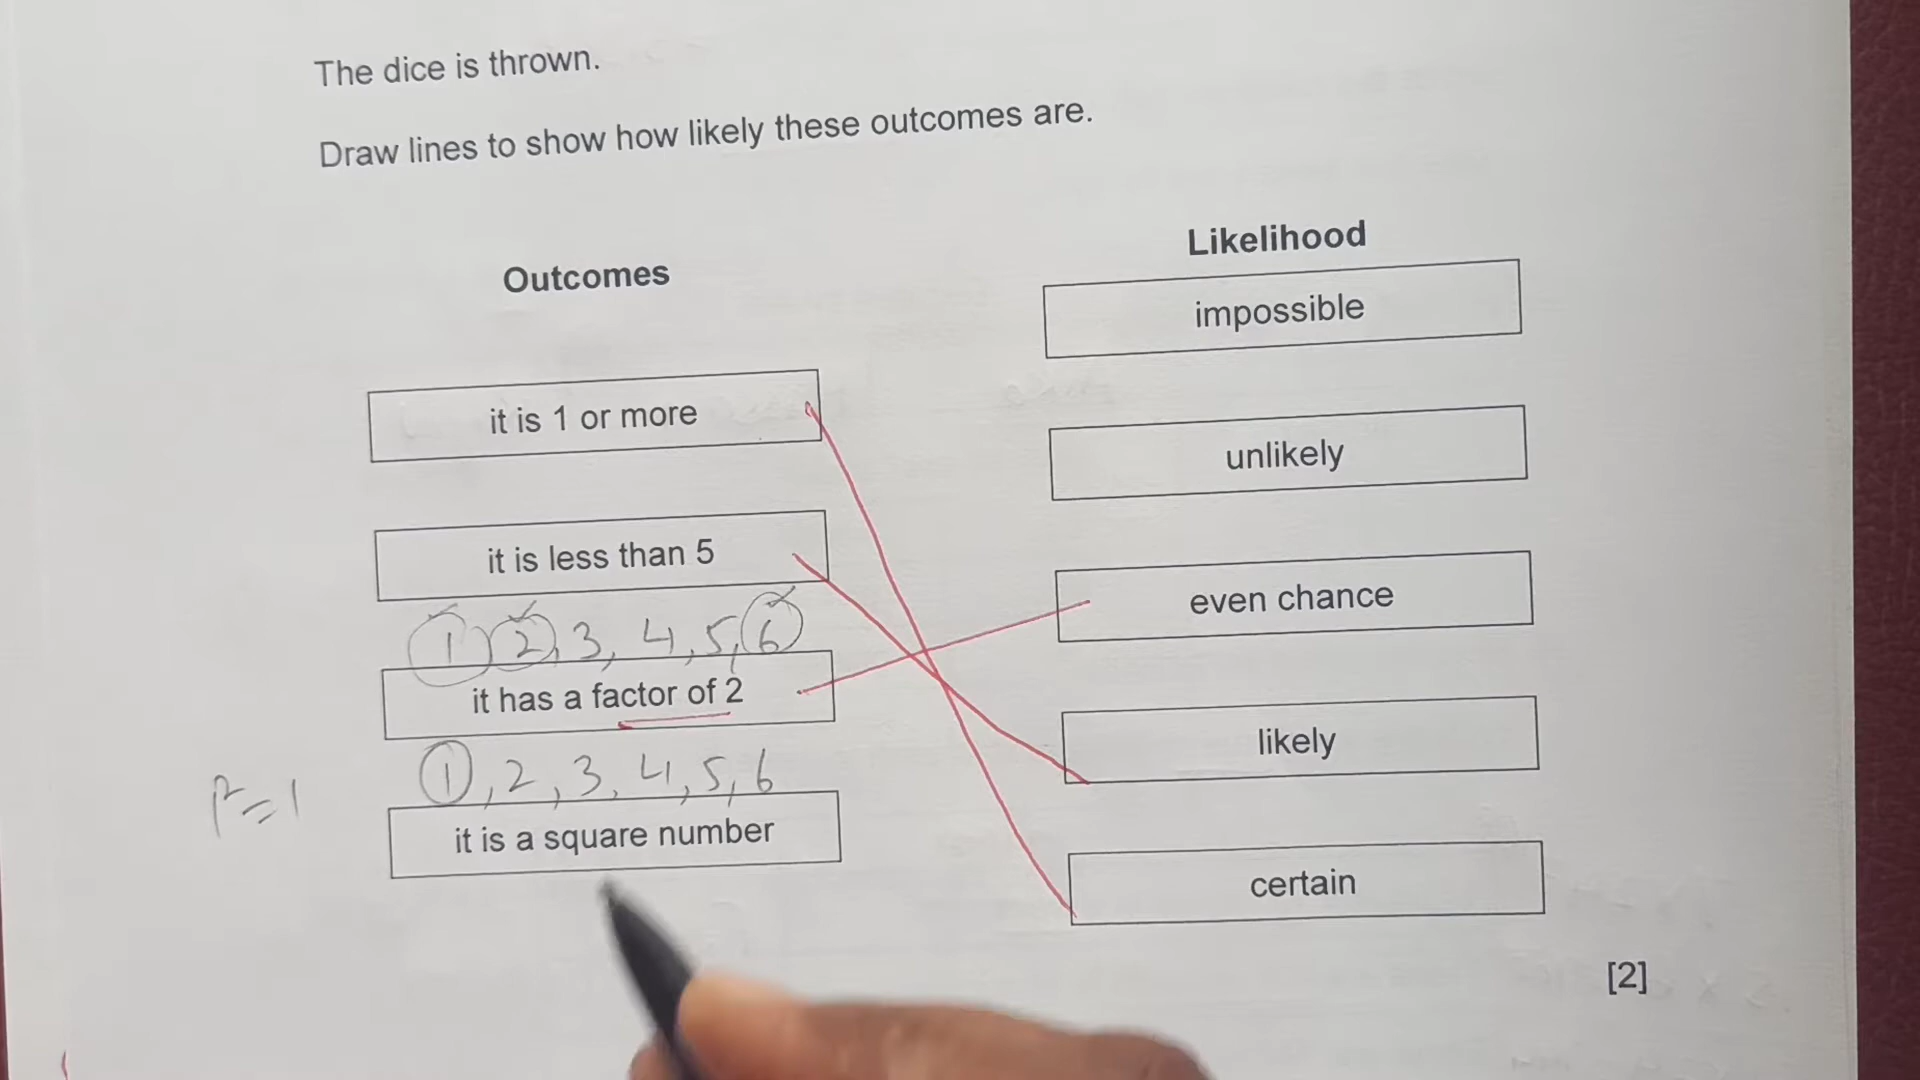 The dice is thrown.
Draw lines to show how likely these outcomes are.
Outcomes
Likelihood
impossible
it is 1 or more
unlikely
it is less than 5
even chance
1 2, 3, 4, 5, 6
it has a factor of 2
likely
1, 2, 3, 4, 5, 6
1² = 1
it is a square number
certain
[2]